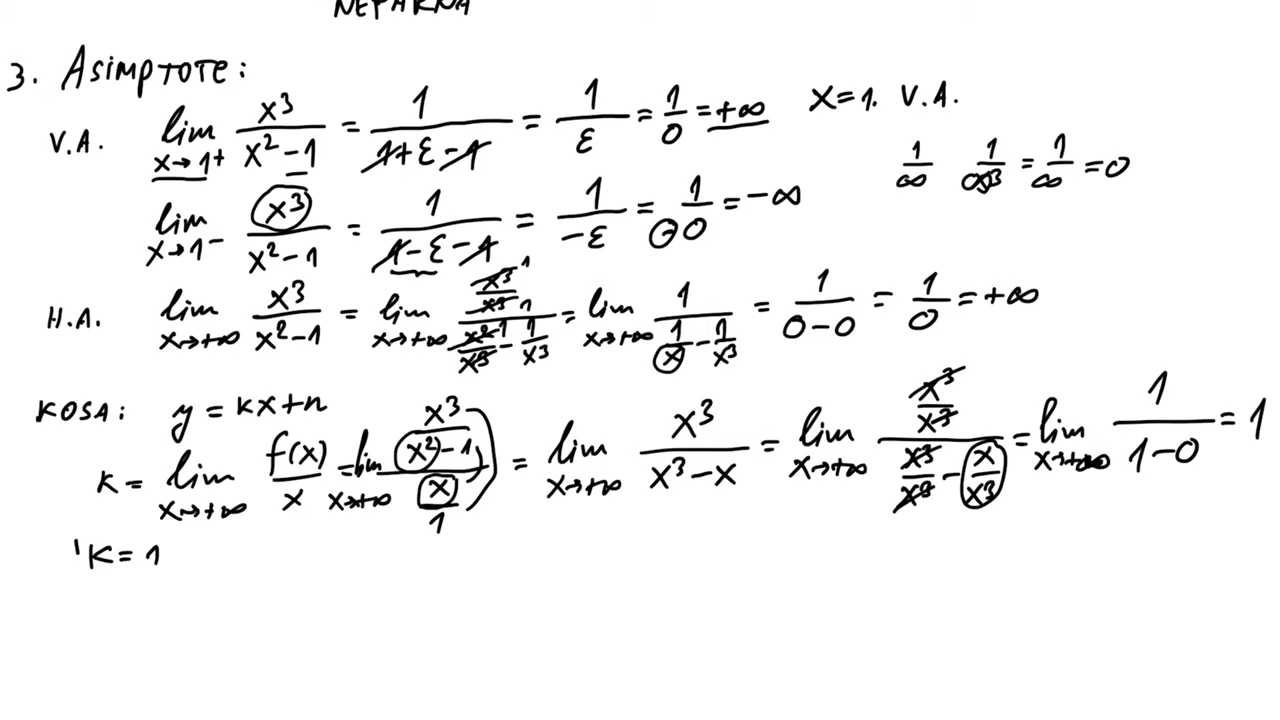 NEPARNA
3. Asimptote:
V.A. lim x→1+ x³/(x²-1) = 1/(1+ε-1) = 1/ε = 1/0 = +∞ x=1. V.A.
1/∞ 1/∞³ = 1/∞ = 0
lim x→1- x³/(x²-1) = 1/(1-ε-1) = 1/-ε = 1/-0 = -∞
H.A. lim x→+∞ x³/(x²-1) = lim x→+∞ (x³/x³)/(x²/x³ - 1/x³) = lim x→+∞ 1/(1/x - 1/x³) = 1/(0-0) = 1/0 = +∞
KOSA: y = kx+n
k = lim x→+∞ f(x)/x = lim x→+∞ (x³/(x²-1))/(x/1) = lim x→+∞ x³/(x³-x) = lim x→+∞ (x³/x³)/(x³/x³ - x/x³) = lim x→+∞ 1/(1-0) = 1
k = 1